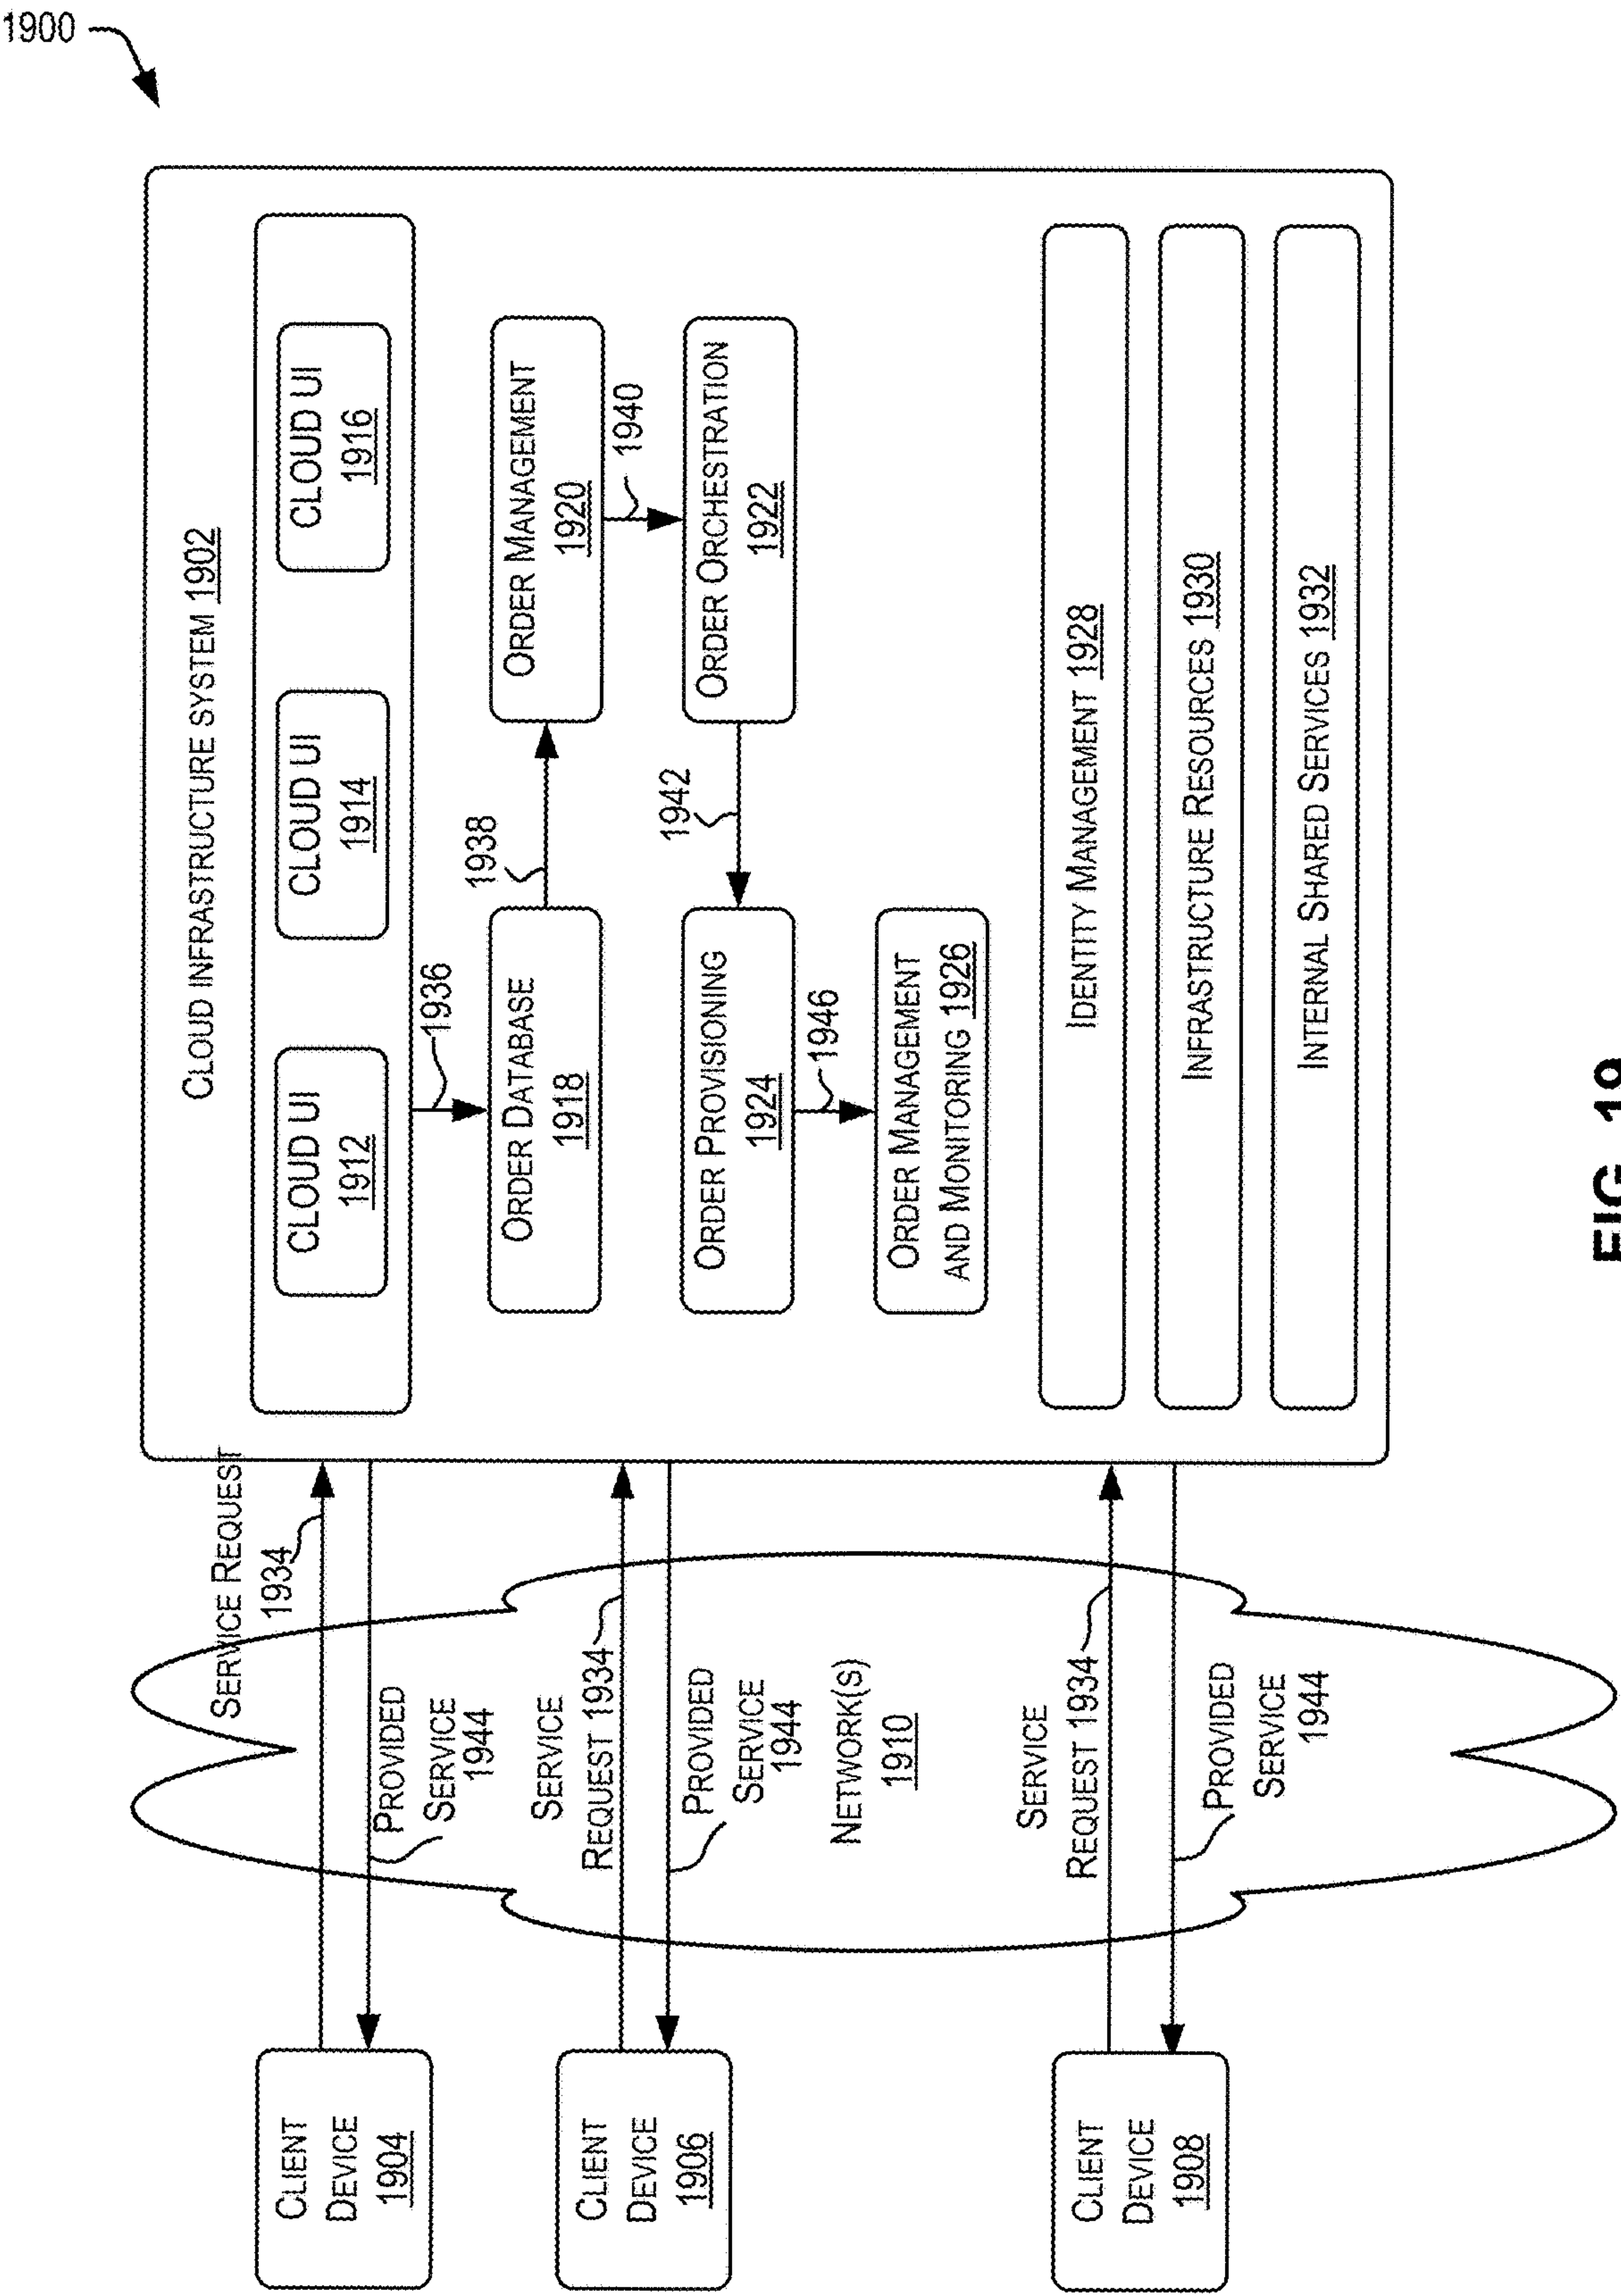 1900
CLOUD INFRASTRUCTURE SYSTEM 1902
CLOUD UI
1912
CLOUD UI
1914
CLOUD UI
1916
1936
ORDER DATABASE
1918
1938
ORDER MANAGEMENT
1920
1940
ORDER ORCHESTRATION
1922
1942
ORDER PROVISIONING
1924
1946
ORDER MANAGEMENT
AND MONITORING 1926
IDENTITY MANAGEMENT 1928
INFRASTRUCTURE RESOURCES 1930
INTERNAL SHARED SERVICES 1932
SERVICE REQUEST
1934
PROVIDED
SERVICE
1944
SERVICE
REQUEST 1934
PROVIDED
SERVICE
1944
NETWORK(S)
1910
SERVICE
REQUEST 1934
PROVIDED
SERVICE
1944
CLIENT
DEVICE
1904
CLIENT
DEVICE
1906
CLIENT
DEVICE
1908
FIG. 19